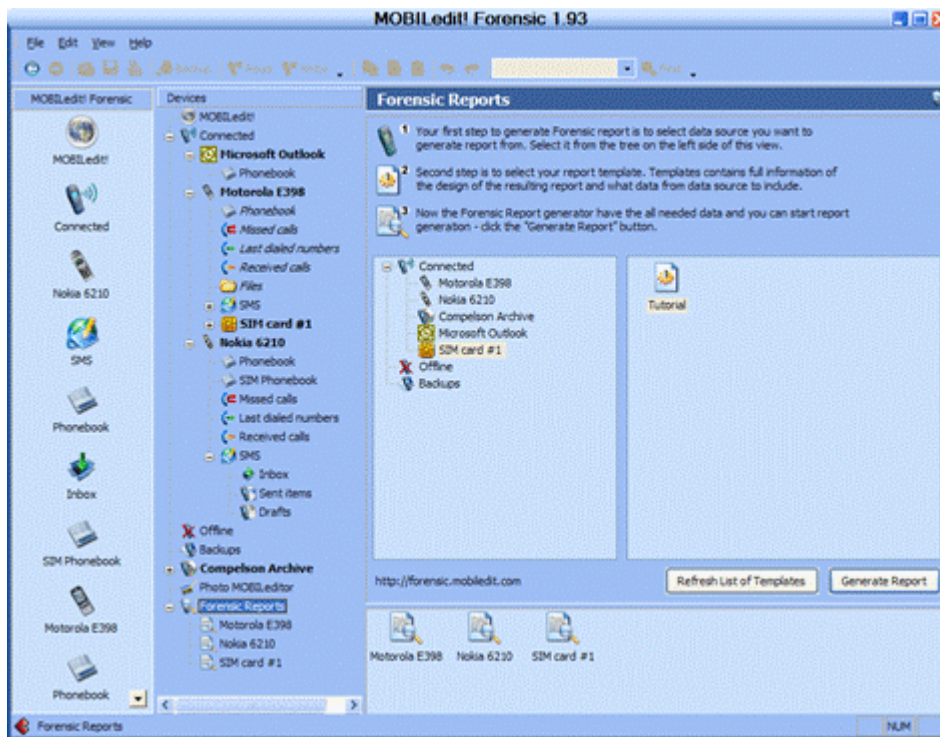 MOBILedit! Forensic 1.93
File Edit View Help
MOBILedit! Forensic
MOBILedit!
Connected
Nokia 6210
SMS
Phonebook
Inbox
SIM Phonebook
Motorola E398
Phonebook
Devices
MOBILedit!
Connected
Microsoft Outlook
Phonebook
Motorola E398
Phonebook
Missed calls
Last dialed numbers
Received calls
Files
SMS
SIM card #1
Nokia 6210
Phonebook
SIM Phonebook
Missed calls
Last dialed numbers
Received calls
SMS
Inbox
Sent items
Drafts
Offline
Backups
Compelson Archive
Photo MOBILeditor
Forensic Reports
Motorola E398
Nokia 6210
SIM card #1
Forensic Reports
1 Your first step to generate Forensic report is to select data source you want to
generate report from. Select it from the tree on the left side of this view.
2 Second step is to select your report template. Templates contains full information of
the design of the resulting report and what data from data source to include.
3 Now the Forensic Report generator have the all needed data and you can start report
generation - click the "Generate Report" button.
Connected
Motorola E398
Nokia 6210
Compelson Archive
Microsoft Outlook
SIM card #1
Offline
Backups
Tutorial
http://forensic.mobiledit.com
Refresh List of Templates
Generate Report
Motorola E398 Nokia 6210 SIM card #1
Forensic Reports
NUM